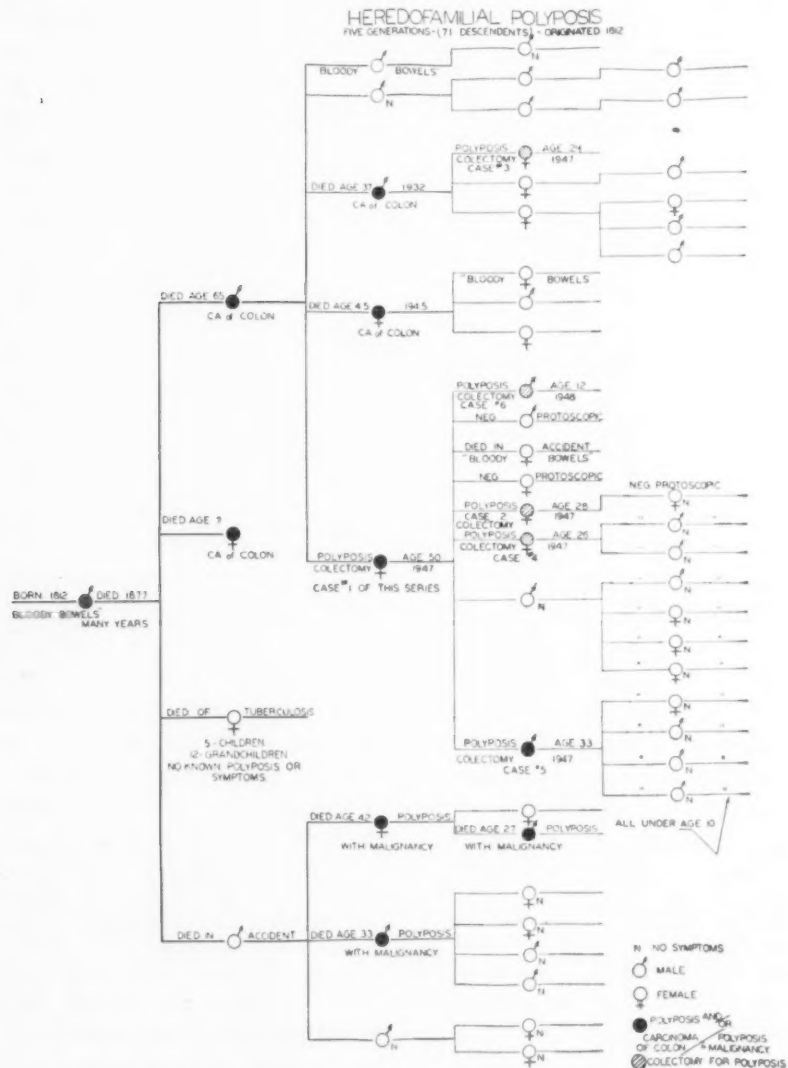 HEREDOFAMILIAL POLYPOSIS
FIVE GENERATIONS-(71 DESCENDENTS)- ORIGINATED 1812
BLOODY BOWELS
N
N
POLYPOSIS AGE 24
COLECTOMY 1947
CASE #3
DIED AGE 37 1932
CA of COLON
"BLOODY BOWELS"
DIED AGE 65
CA of COLON
DIED AGE 45 1945
CA of COLON
POLYPOSIS AGE 12
COLECTOMY 1948
CASE #6
NEG PROTOSCOPIC
DIED IN ACCIDENT
"BLOODY BOWELS"
NEG PROTOSCOPIC
NEG PROTOSCOPIC
N
POLYPOSIS AGE 28
CASE 2 1947
COLECTOMY
" N "
POLYPOSIS AGE 26
COLECTOMY 1947
CASE #4
" N "
DIED AGE ?
CA of COLON
POLYPOSIS AGE 50
COLECTOMY 1947
CASE #1 OF THIS SERIES
" N "
N
" N "
" N "
" N "
BORN 1812 DIED 1877
"BLOODY BOWELS"
MANY YEARS
" N "
" N "
DIED OF TUBERCULOSIS
5 - CHILDREN
12- GRANDCHILDREN
NO KNOWN POLYPOSIS OR
SYMPTOMS
POLYPOSIS AGE 33
COLECTOMY 1947
CASE #5
" N "
" N "
ALL UNDER AGE 10
DIED AGE 42 POLYPOSIS
WITH MALIGNANCY
DIED AGE 27 POLYPOSIS
WITH MALIGNANCY
N
DIED IN ACCIDENT
DIED AGE 33 POLYPOSIS
WITH MALIGNANCY
N
N
N
N
N
N
N NO SYMPTOMS
MALE
FEMALE
POLYPOSIS AND/OR
CARCINOMA POLYPOSIS
OF COLON " MALIGNANCY
COLECTOMY FOR POLYPOSIS